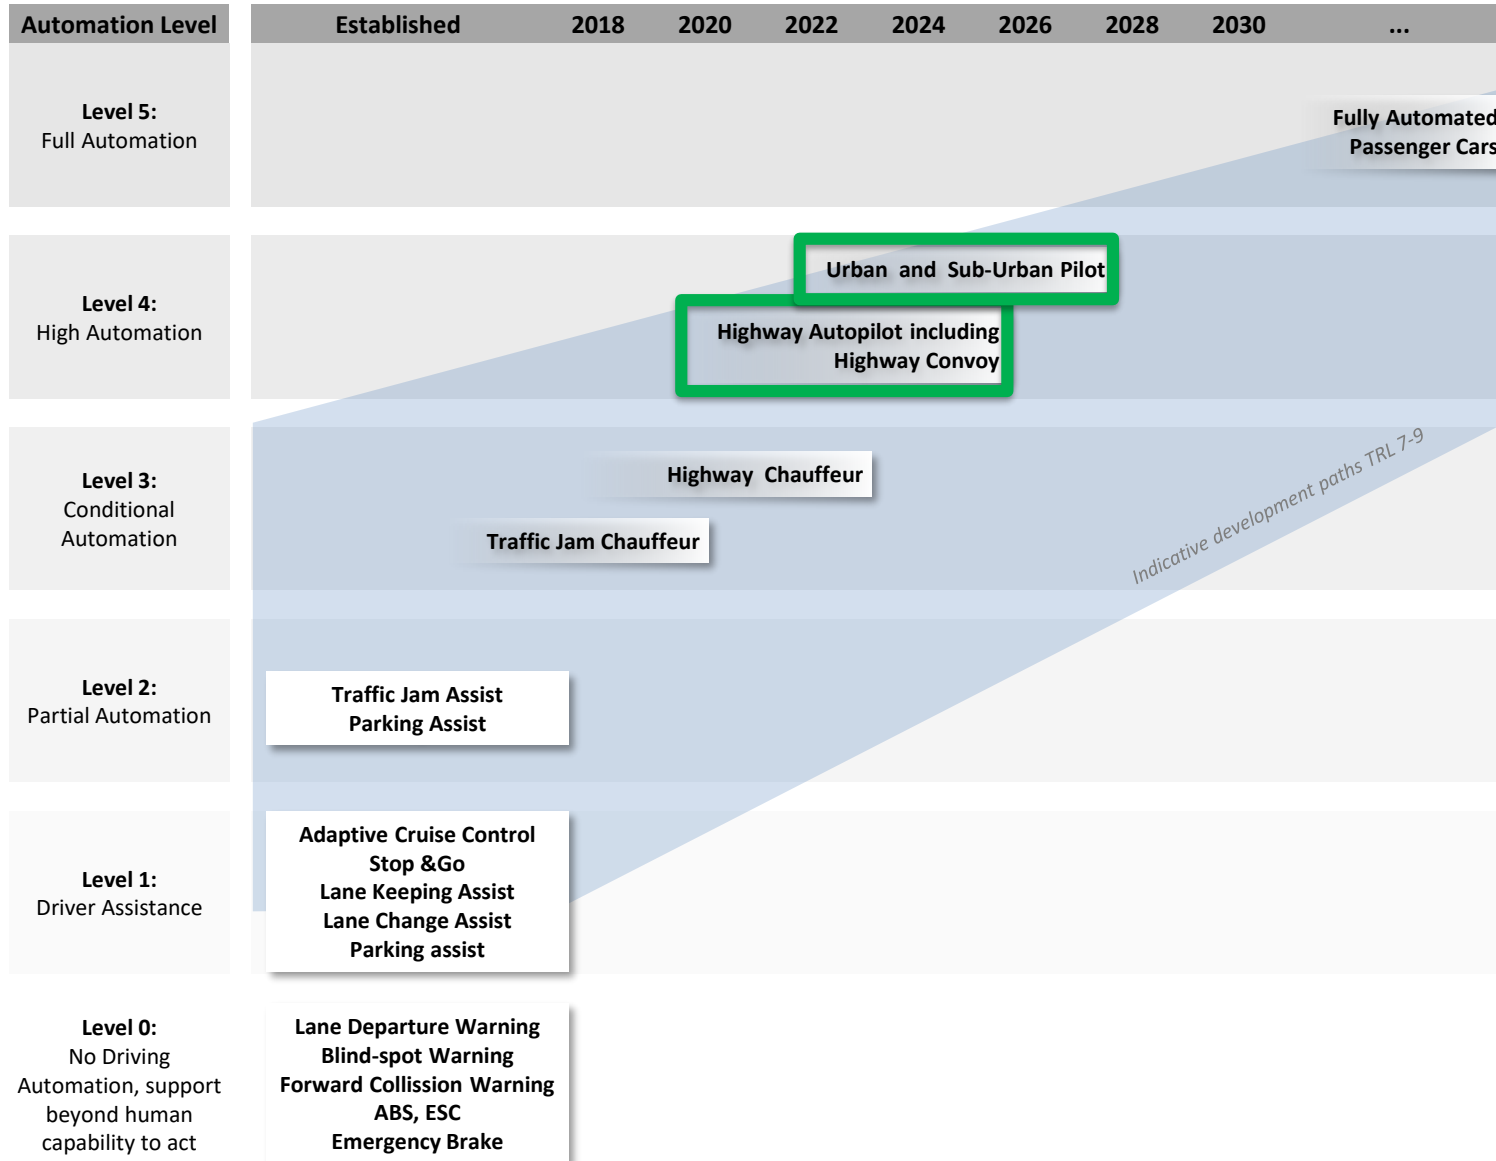 Automation Level Established 2018 2020 2022 2024 2026 2028 2030 ...
Level 5:
Full Automation
Fully Automated
Passenger Cars
Level 4:
High Automation
Urban and Sub-Urban Pilot
Highway Autopilot including
Highway Convoy
Level 3:
Conditional
Automation
Highway Chauffeur
Traffic Jam Chauffeur
Indicative development paths TRL 7-9
Level 2:
Partial Automation
Traffic Jam Assist
Parking Assist
Level 1:
Driver Assistance
Adaptive Cruise Control
Stop &Go
Lane Keeping Assist
Lane Change Assist
Parking assist
Level 0:
No Driving
Automation, support
beyond human
capability to act
Lane Departure Warning
Blind-spot Warning
Forward Collission Warning
ABS, ESC
Emergency Brake